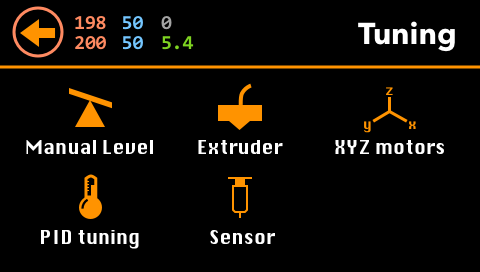 198 50 0
200 50 5.4
Tuning
z
y x
Manual Level Extruder XYZ motors
PID tuning Sensor